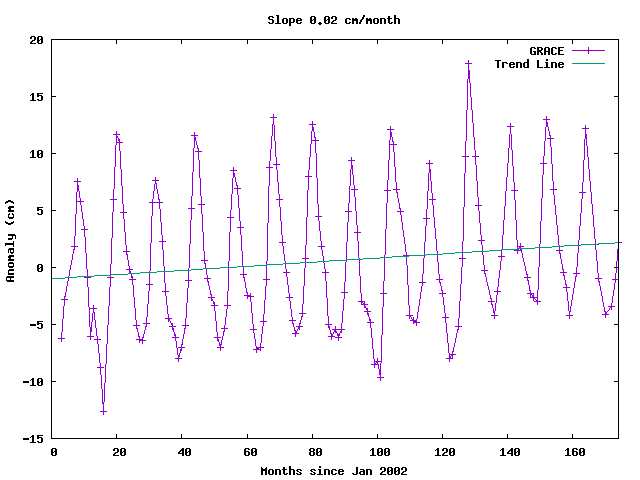 Slope 0.02 cm/month
GRACE
Trend Line
20
15
10
5
0
-5
-10
-15
Anomaly (cm)
0 20 40 60 80 100 120 140 160
Months since Jan 2002